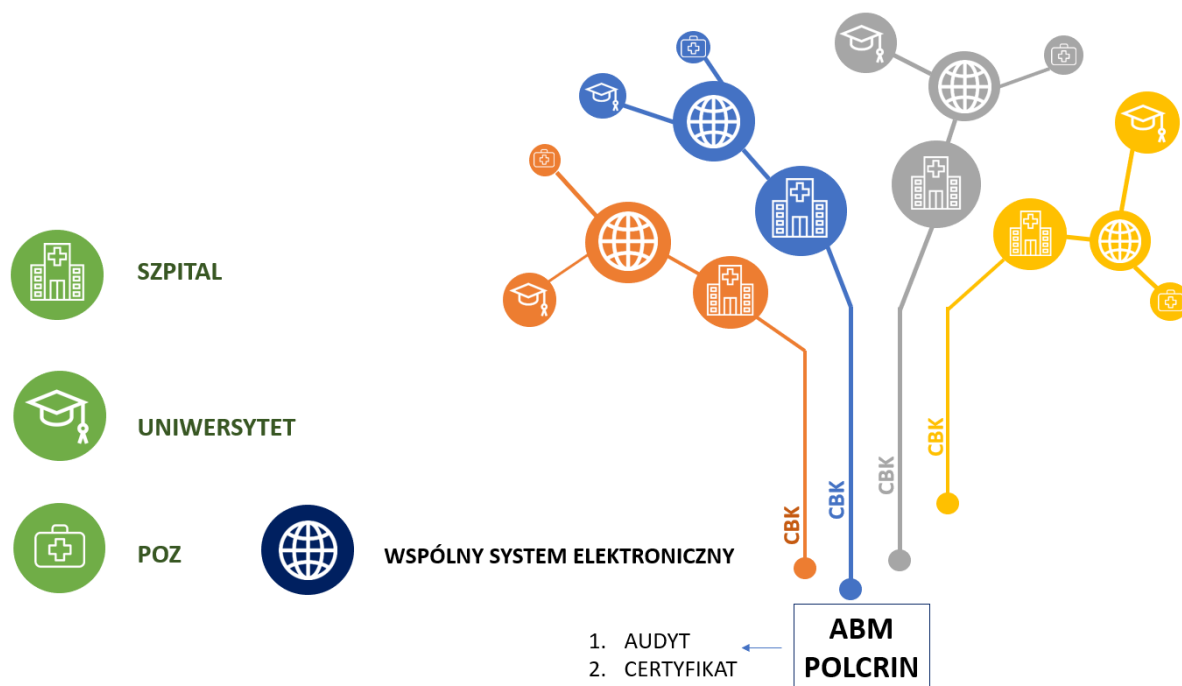 SZPITAL
UNIWERSYTET
POZ
WSPÓLNY SYSTEM ELEKTRONICZNY
CBK
CBK
CBK
CBK
1. AUDYT
2. CERTYFIKAT
ABM
POLCRIN